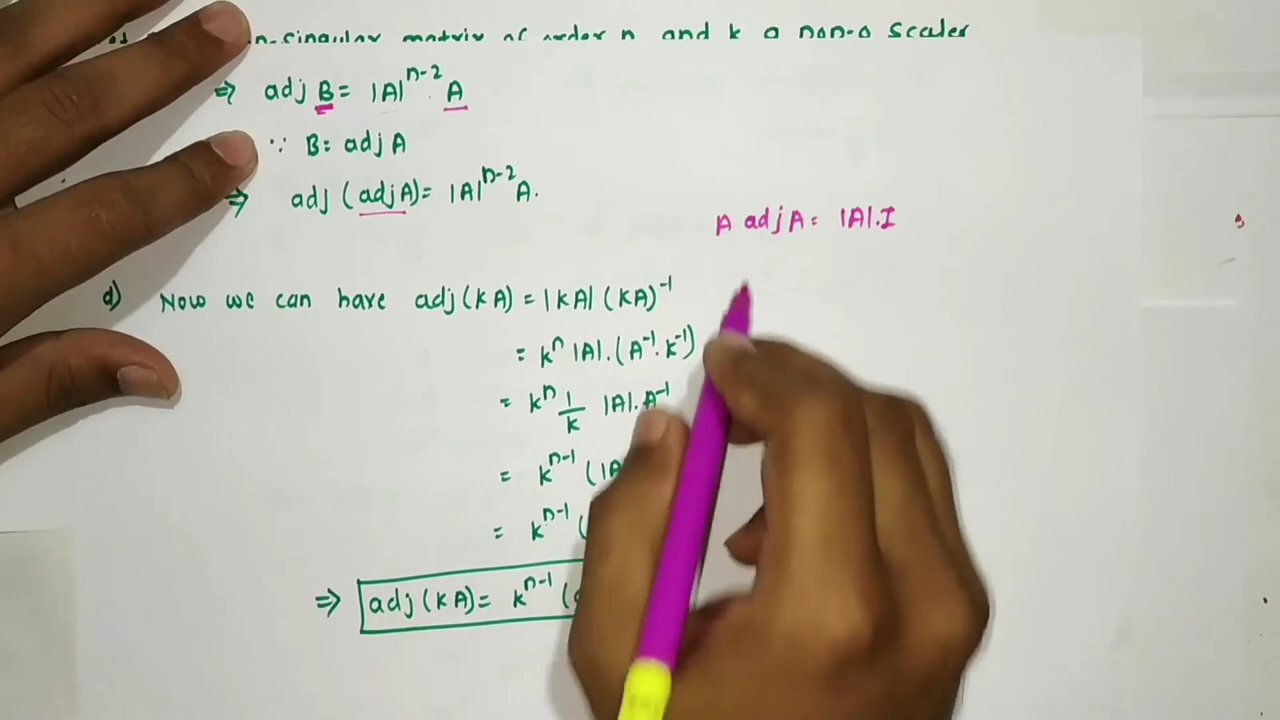 n-singular matrix of order n and k a non-0 scaler
⇒ adj B = |A|^{n-2} A
∵ B = adj A
⇒ adj (adj A) = |A|^{n-2} A.
A adj A = |A|.I
d) Now we can have adj(KA) = |KA| (KA)^{-1}
= K^n |A|. (A^{-1}. K^{-1})
= K^n 1/K |A|. A^{-1}
= K^{n-1} (|A
= K^{n-1} (
⇒ adj(KA) = K^{n-1} (